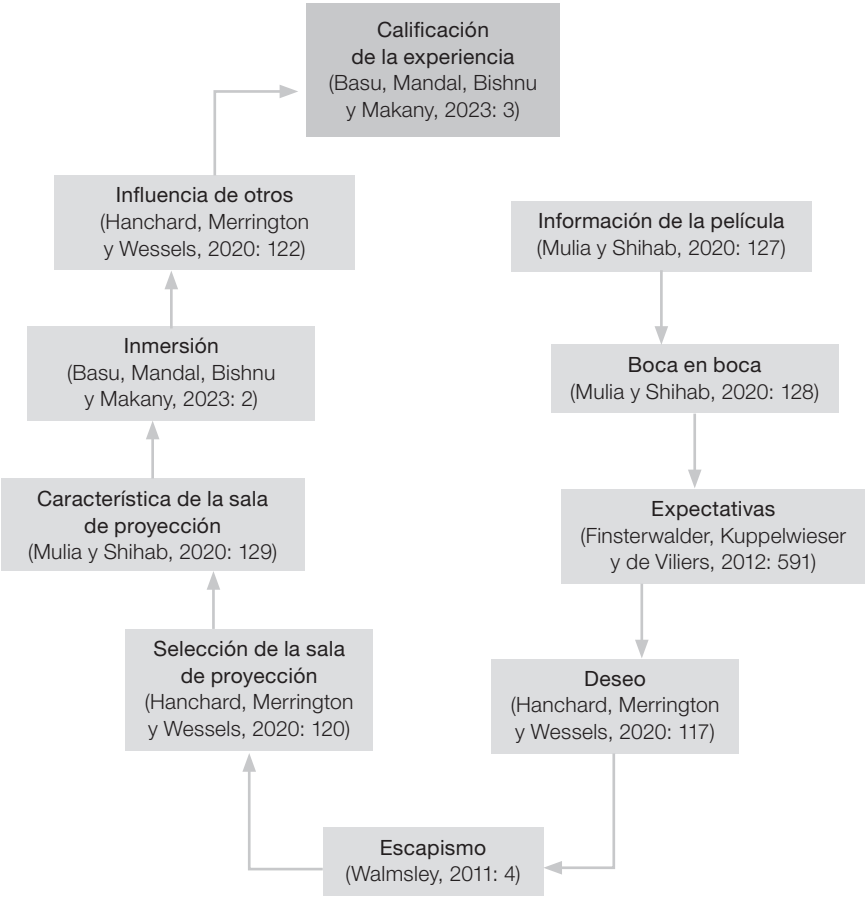 Calificación
de la experiencia
(Basu, Mandal, Bishnu
y Makany, 2023: 3)
Influencia de otros
(Hanchard, Merrington
y Wessels, 2020: 122)
Información de la película
(Mulia y Shihab, 2020: 127)
Inmersión
(Basu, Mandal, Bishnu
y Makany, 2023: 2)
Boca en boca
(Mulia y Shihab, 2020: 128)
Característica de la sala
de proyección
(Mulia y Shihab, 2020: 129)
Expectativas
(Finsterwalder, Kuppelwieser
y de Viliers, 2012: 591)
Selección de la sala
de proyección
(Hanchard, Merrington
y Wessels, 2020: 120)
Deseo
(Hanchard, Merrington
y Wessels, 2020: 117)
Escapismo
(Walmsley, 2011: 4)